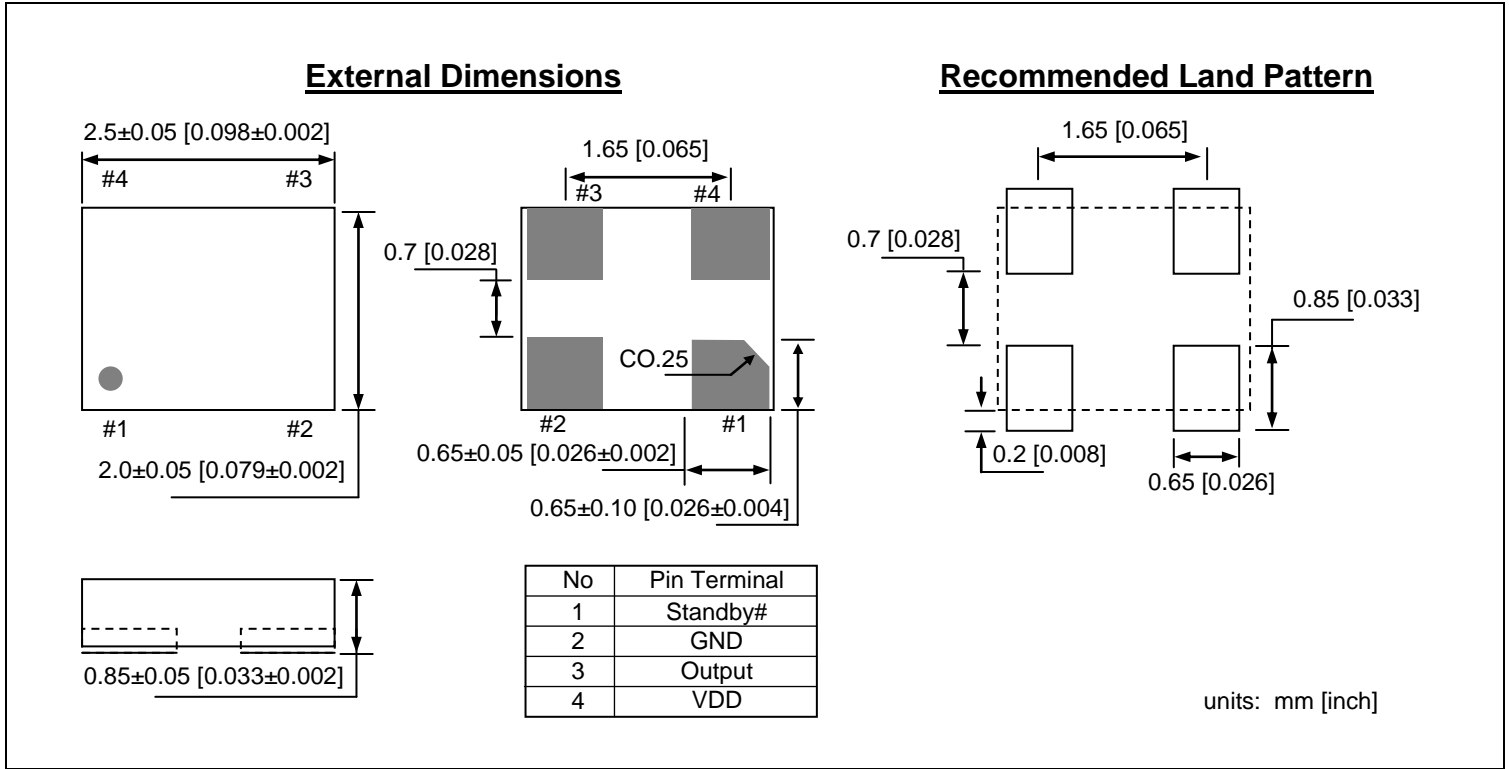 External Dimensions
2.5±0.05 [0.098±0.002]
#4
#3
#1
#2
2.0±0.05 [0.079±0.002]
1.65 [0.065]
#3
#4
0.7 [0.028]
CO.25
#2
#1
0.65±0.05 [0.026±0.002]
0.65±0.10 [0.026±0.004]
Recommended Land Pattern
1.65 [0.065]
0.7 [0.028]
0.85 [0.033]
0.2 [0.008]
0.65 [0.026]
0.85±0.05 [0.033±0.002]
No Pin Terminal
1 Standby#
2 GND
3 Output
4 VDD
units: mm [inch]